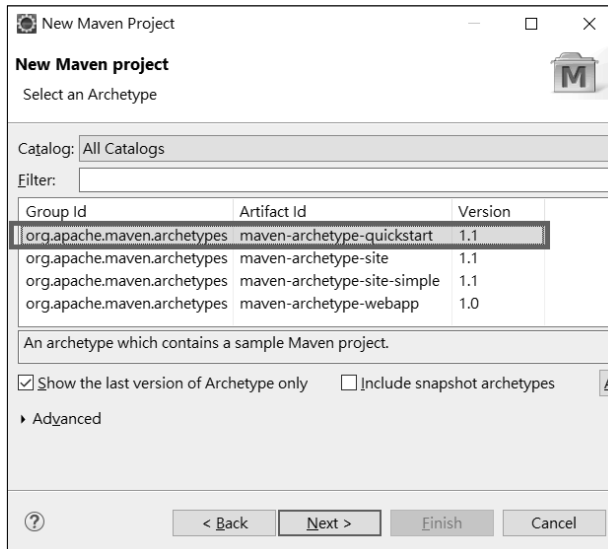 New Maven Project
New Maven project
M
Select an Archetype
Catalog: All Catalogs
Filter:
Group Id Artifact Id Version
org.apache.maven.archetypes maven-archetype-quickstart 1.1
org.apache.maven.archetypes maven-archetype-site 1.1
org.apache.maven.archetypes maven-archetype-site-simple 1.1
org.apache.maven.archetypes maven-archetype-webapp 1.0
An archetype which contains a sample Maven project.
Show the last version of Archetype only Include snapshot archetypes
Advanced
? < Back Next > Finish Cancel